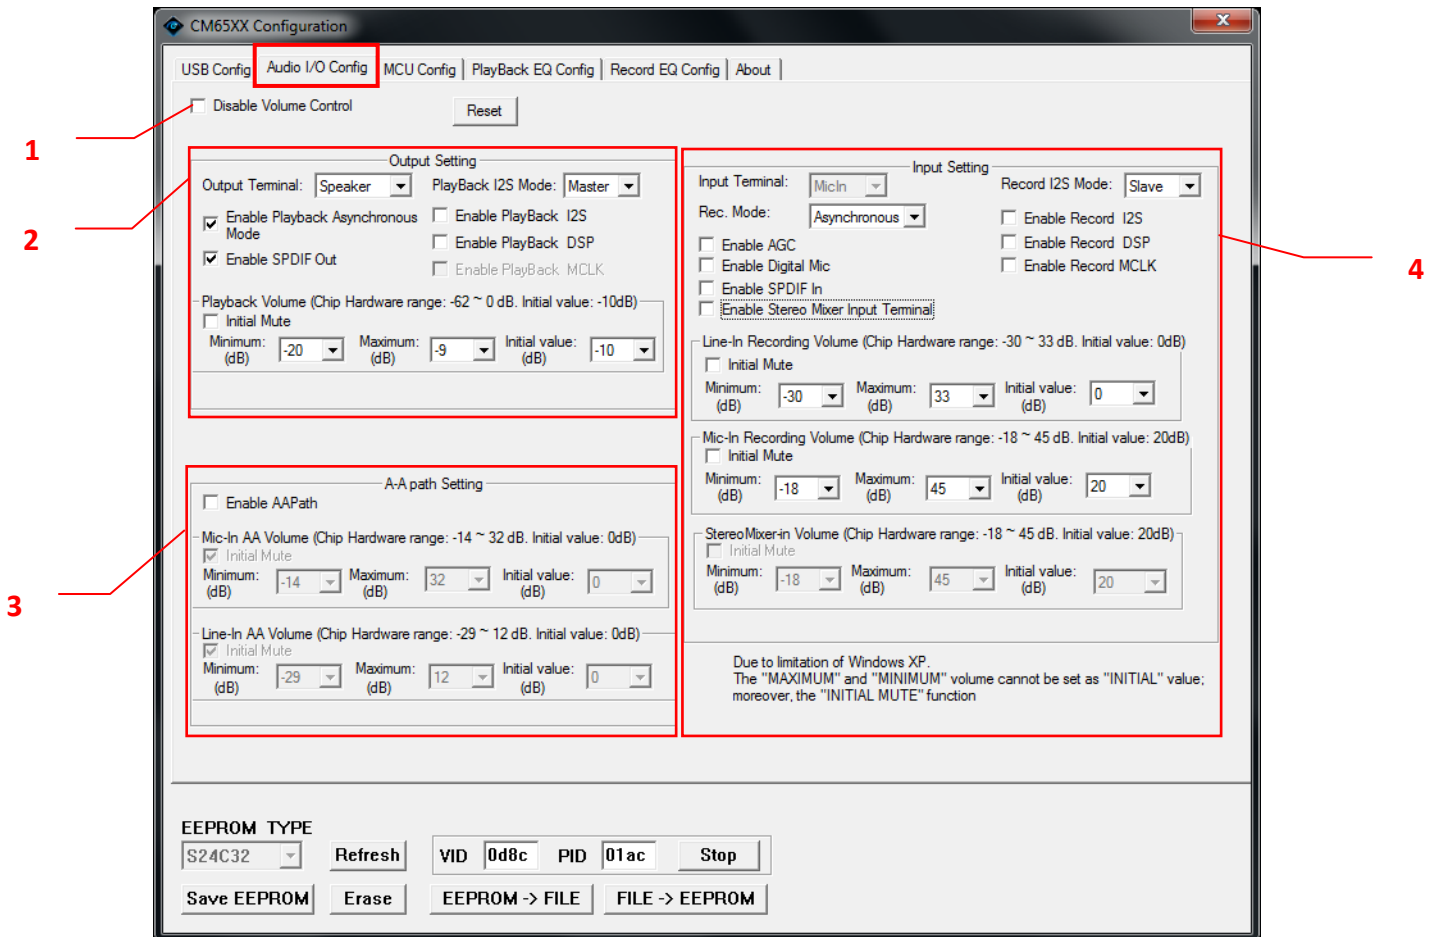 CM65XX Configuration
USB Config Audio I/O Config MCU Config PlayBack EQ Config Record EQ Config About
Disable Volume Control Reset
1
Output Setting
Output Terminal: Speaker PlayBack I2S Mode: Master
Enable Playback Asynchronous Mode
Enable PlayBack I2S
Enable PlayBack DSP
Enable SPDIF Out
Enable PlayBack MCLK
2
Playback Volume (Chip Hardware range: -62 ~ 0 dB. Initial value: -10dB)
Initial Mute
Minimum: (dB) -20 Maximum: (dB) -9 Initial value: (dB) -10
A-A path Setting
Enable AAPath
Mic-In AA Volume (Chip Hardware range: -14 ~ 32 dB. Initial value: 0dB)
Initial Mute
Minimum: (dB) -14 Maximum: (dB) 32 Initial value: (dB) 0
3
Line-In AA Volume (Chip Hardware range: -29 ~ 12 dB. Initial value: 0dB)
Initial Mute
Minimum: (dB) -29 Maximum: (dB) 12 Initial value: (dB) 0
Input Setting
Input Terminal: MicIn Record I2S Mode: Slave
Rec. Mode: Asynchronous Enable Record I2S
Enable AGC Enable Record DSP
Enable Digital Mic Enable Record MCLK
Enable SPDIF In
Enable Stereo Mixer Input Terminal
4
Line-In Recording Volume (Chip Hardware range: -30 ~ 33 dB. Initial value: 0dB)
Initial Mute
Minimum: (dB) -30 Maximum: (dB) 33 Initial value: (dB) 0
Mic-In Recording Volume (Chip Hardware range: -18 ~ 45 dB. Initial value: 20dB)
Initial Mute
Minimum: (dB) -18 Maximum: (dB) 45 Initial value: (dB) 20
StereoMixer-in Volume (Chip Hardware range: -18 ~ 45 dB. Initial value: 20dB)
Initial Mute
Minimum: (dB) -18 Maximum: (dB) 45 Initial value: (dB) 20
Due to limitation of Windows XP.
The "MAXIMUM" and "MINIMUM" volume cannot be set as "INITIAL" value;
moreover, the "INITIAL MUTE" function
EEPROM TYPE
S24C32 Refresh VID 0d8c PID 01ac Stop
Save EEPROM Erase EEPROM -> FILE FILE -> EEPROM